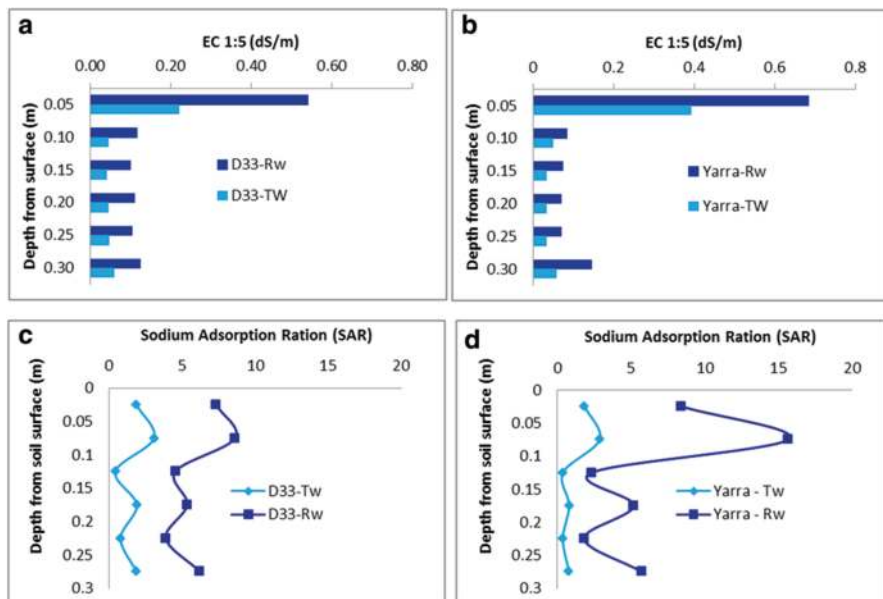 a
EC 1:5 (dS/m)
0.00 0.20 0.40 0.60 0.80
Depth from surface (m)
0.05
0.10
0.15
0.20
0.25
0.30
D33-Rw
D33-TW
b
EC 1:5 (dS/m)
0 0.2 0.4 0.6 0.8
Depth from surface (m)
0.05
0.10
0.15
0.20
0.25
0.30
Yarra-Rw
Yarra-TW
c
Sodium Adsorption Ration (SAR)
0 5 10 15 20
Depth from soil surface (m)
0
0.05
0.1
0.15
0.2
0.25
0.3
D33-Tw
D33-Rw
d
Sodium Adsorption Ration (SAR)
0 5 10 15 20
Depth from soil surface (m)
0
0.05
0.1
0.15
0.2
0.25
0.3
Yarra - Tw
Yarra - Rw